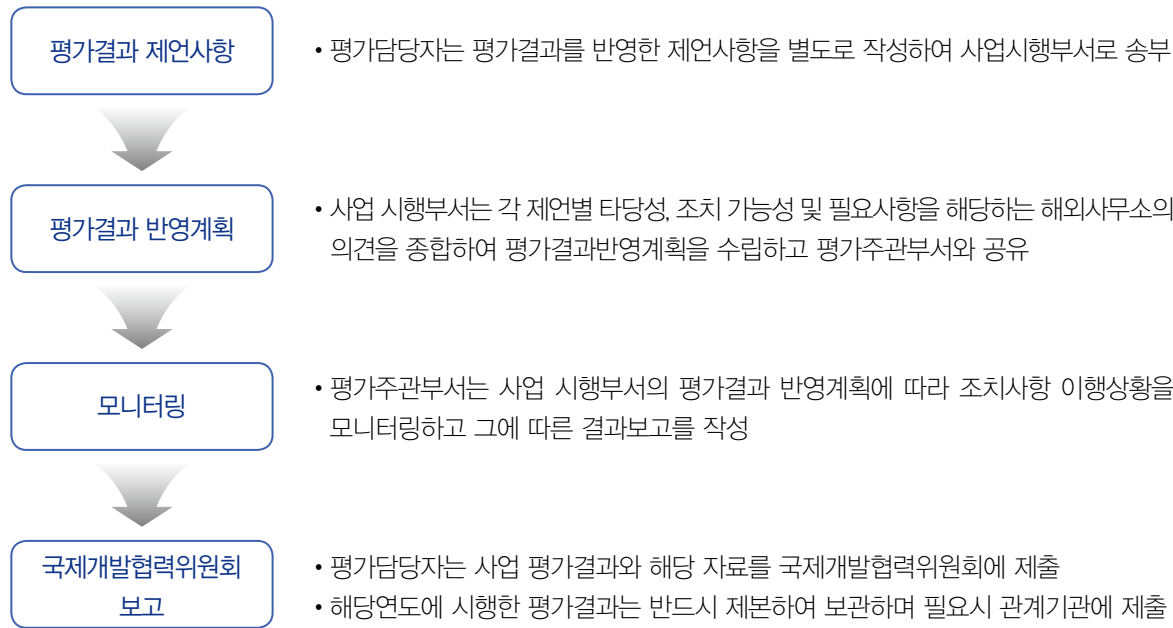 평가결과 제언사항
• 평가담당자는 평가결과를 반영한 제언사항을 별도로 작성하여 사업시행부서로 송부
평가결과 반영계획
• 사업 시행부서는 각 제언별 타당성, 조치 가능성 및 필요사항을 해당하는 해외사무소의
의견을 종합하여 평가결과반영계획을 수립하고 평가주관부서와 공유
모니터링
• 평가주관부서는 사업 시행부서의 평가결과 반영계획에 따라 조치사항 이행상황을
모니터링하고 그에 따른 결과보고를 작성
국제개발협력위원회
보고
• 평가담당자는 사업 평가결과와 해당 자료를 국제개발협력위원회에 제출
• 해당연도에 시행한 평가결과는 반드시 제본하여 보관하며 필요시 관계기관에 제출